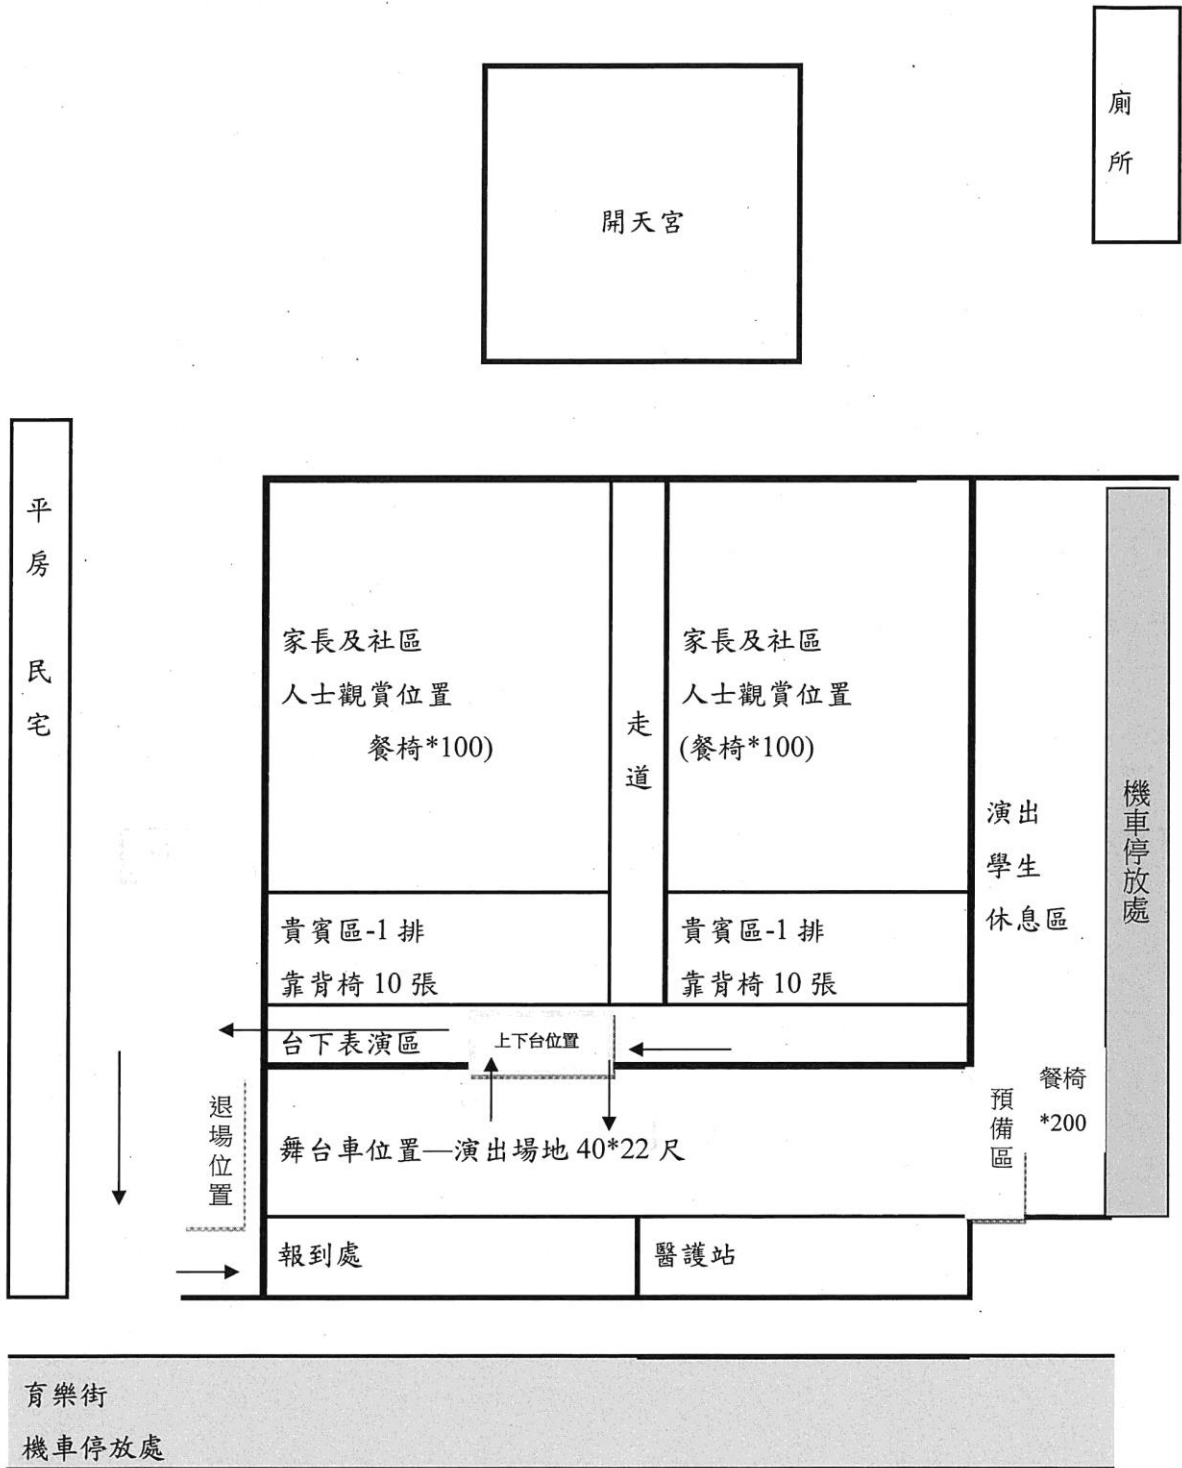 廁所
開天宮
平房 民宅
家長及社區
人士觀賞位置
餐椅*100)
走道
家長及社區
人士觀賞位置
(餐椅*100)
演出
學生
休息區
機車停放處
貴賓區-1 排
靠背椅 10 張
貴賓區-1 排
靠背椅 10 張
台下表演區
上下台位置
退場位置
舞台車位置—演出場地 40*22 尺
預備區
餐椅
*200
報到處
醫護站
育樂街
機車停放處